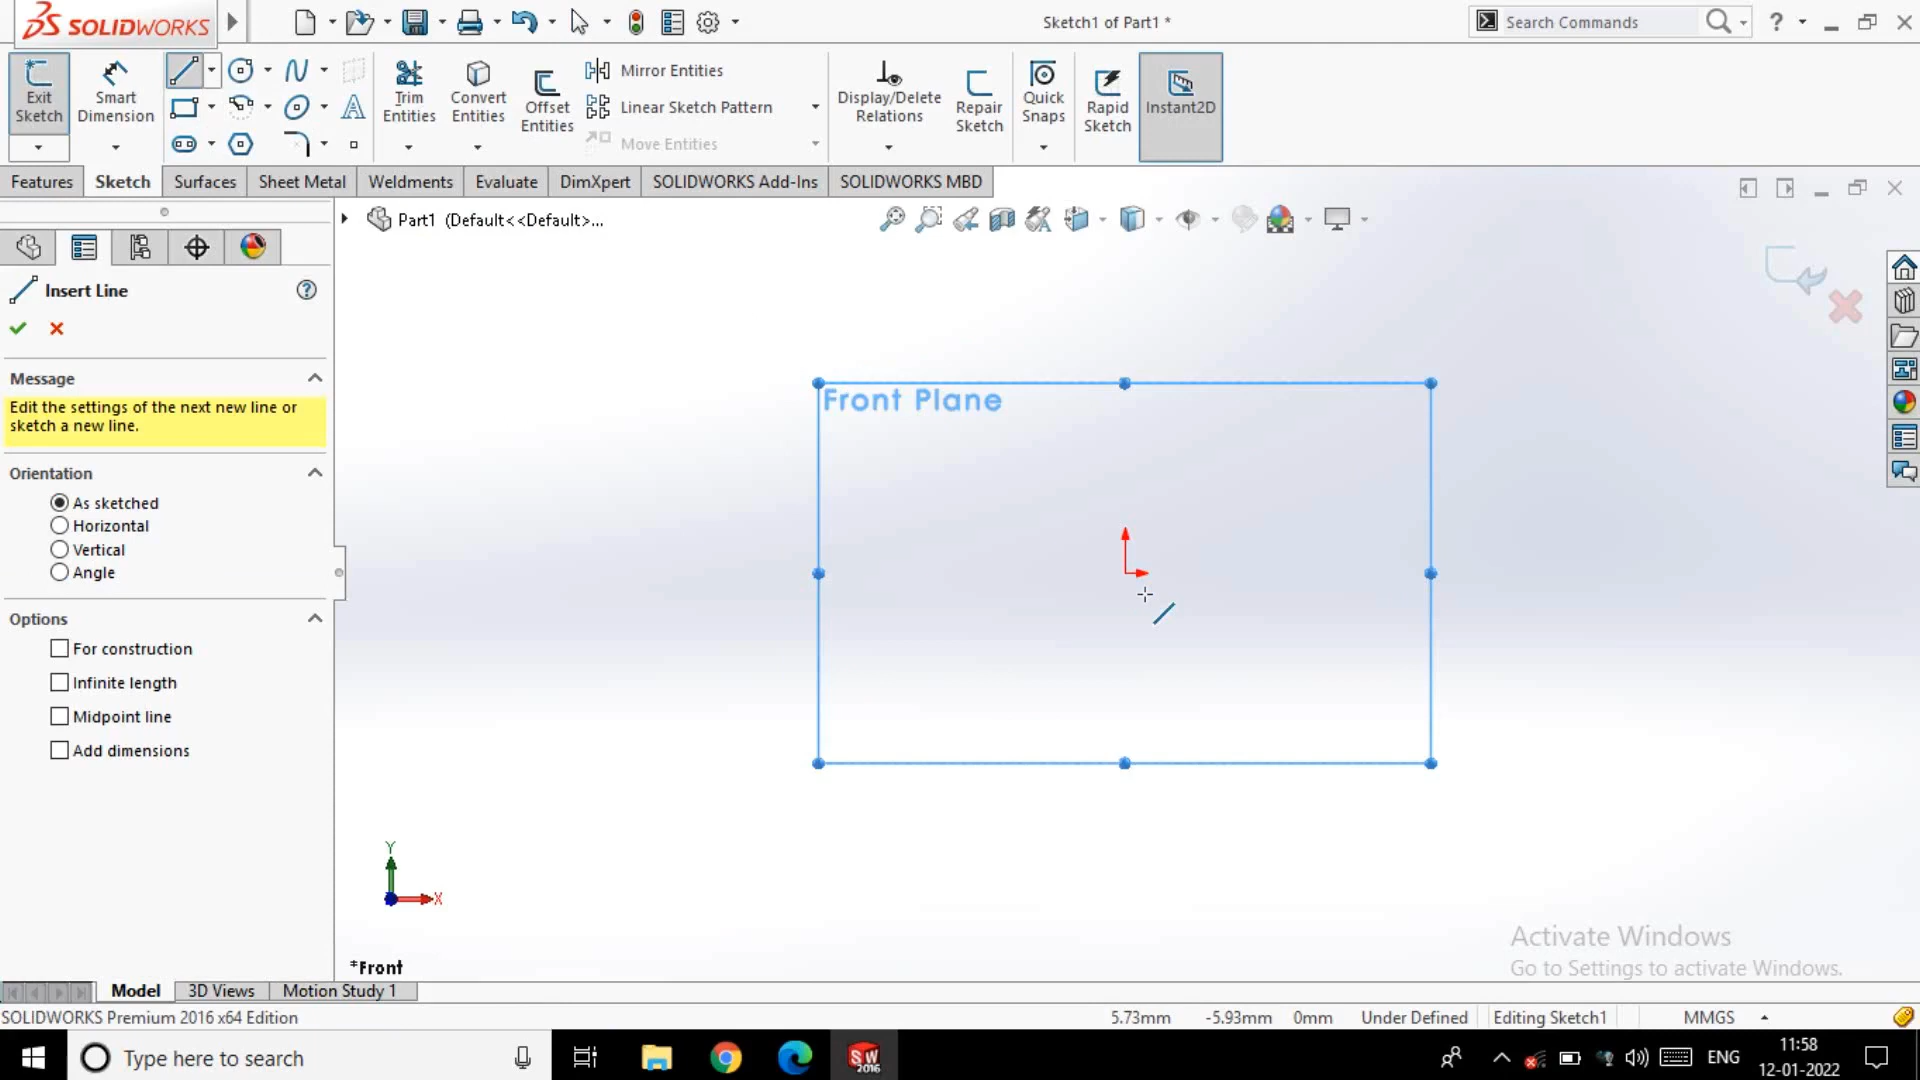 SOLIDWORKS
Sketch1 of Part1 *
Search Commands
?
Exit
Sketch
Smart
Dimension
Trim
Entities
Convert
Entities
Offset
Entities
Mirror Entities
Linear Sketch Pattern
Move Entities
Display/Delete
Relations
Repair
Sketch
Quick
Snaps
Rapid
Sketch
Instant2D
Features
Sketch
Surfaces
Sheet Metal
Weldments
Evaluate
DimXpert
SOLIDWORKS Add-Ins
SOLIDWORKS MBD
Part1 (Default<<Default>...
Insert Line
?
Message
Edit the settings of the next new line or
sketch a new line.
Orientation
As sketched
Horizontal
Vertical
Angle
Options
For construction
Infinite length
Midpoint line
Add dimensions
Front Plane
Y
X
*Front
Activate Windows
Go to Settings to activate Windows.
Model
3D Views
Motion Study 1
SOLIDWORKS Premium 2016 x64 Edition
5.73mm
-5.93mm
0mm
Under Defined
Editing Sketch1
MMGS
Type here to search
SW
2016
ENG
11:58
12-01-2022